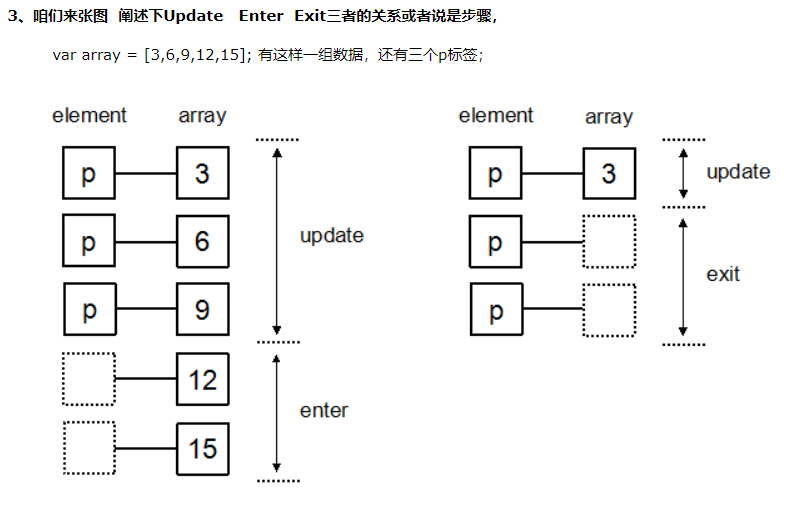 3、咱们来张图 阐述下Update Enter Exit三者的关系或者说是步骤，
var array = [3,6,9,12,15]; 有这样一组数据，还有三个p标签；
element array
p 3
p 6 update
p 9
12
enter
15
element array
p 3 update
p
exit
p